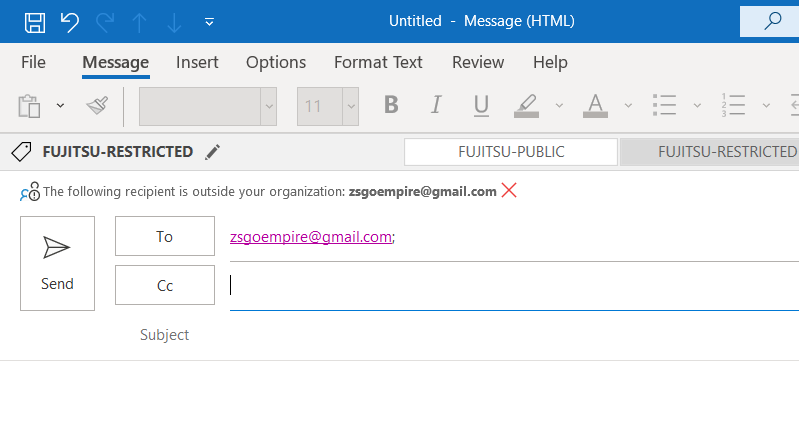 Untitled - Message (HTML)
File Message Insert Options Format Text Review Help
11 B I U A
FUJITSU-RESTRICTED FUJITSU-PUBLIC FUJITSU-RESTRICTED
The following recipient is outside your organization: zsgoempire@gmail.com
To zsgoempire@gmail.com;
Send
Cc
Subject